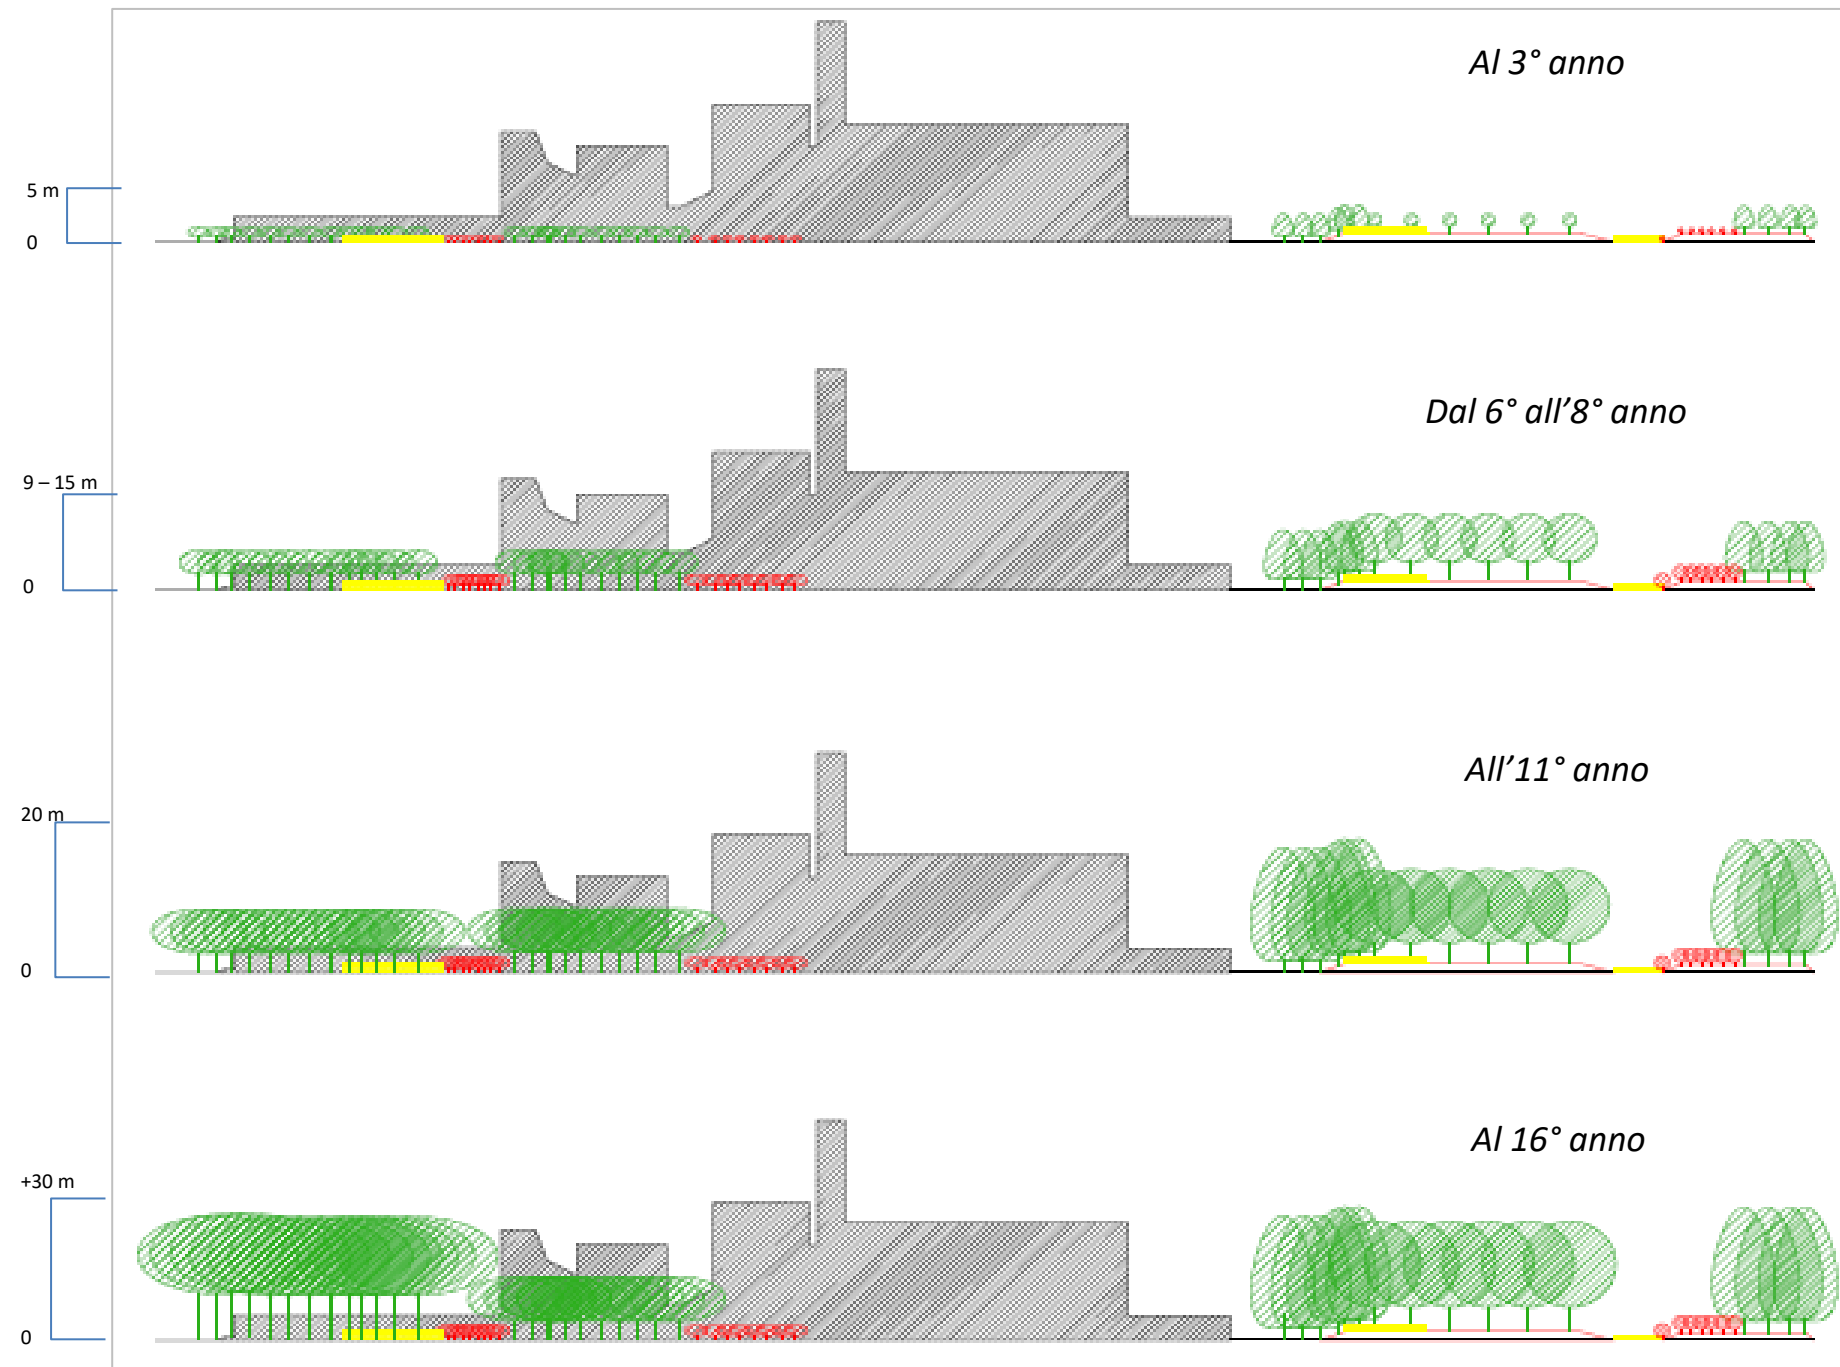 Al 3° anno
5 m
0
Dal 6° all’8° anno
9 – 15 m
0
All’11° anno
20 m
0
Al 16° anno
+30 m
0